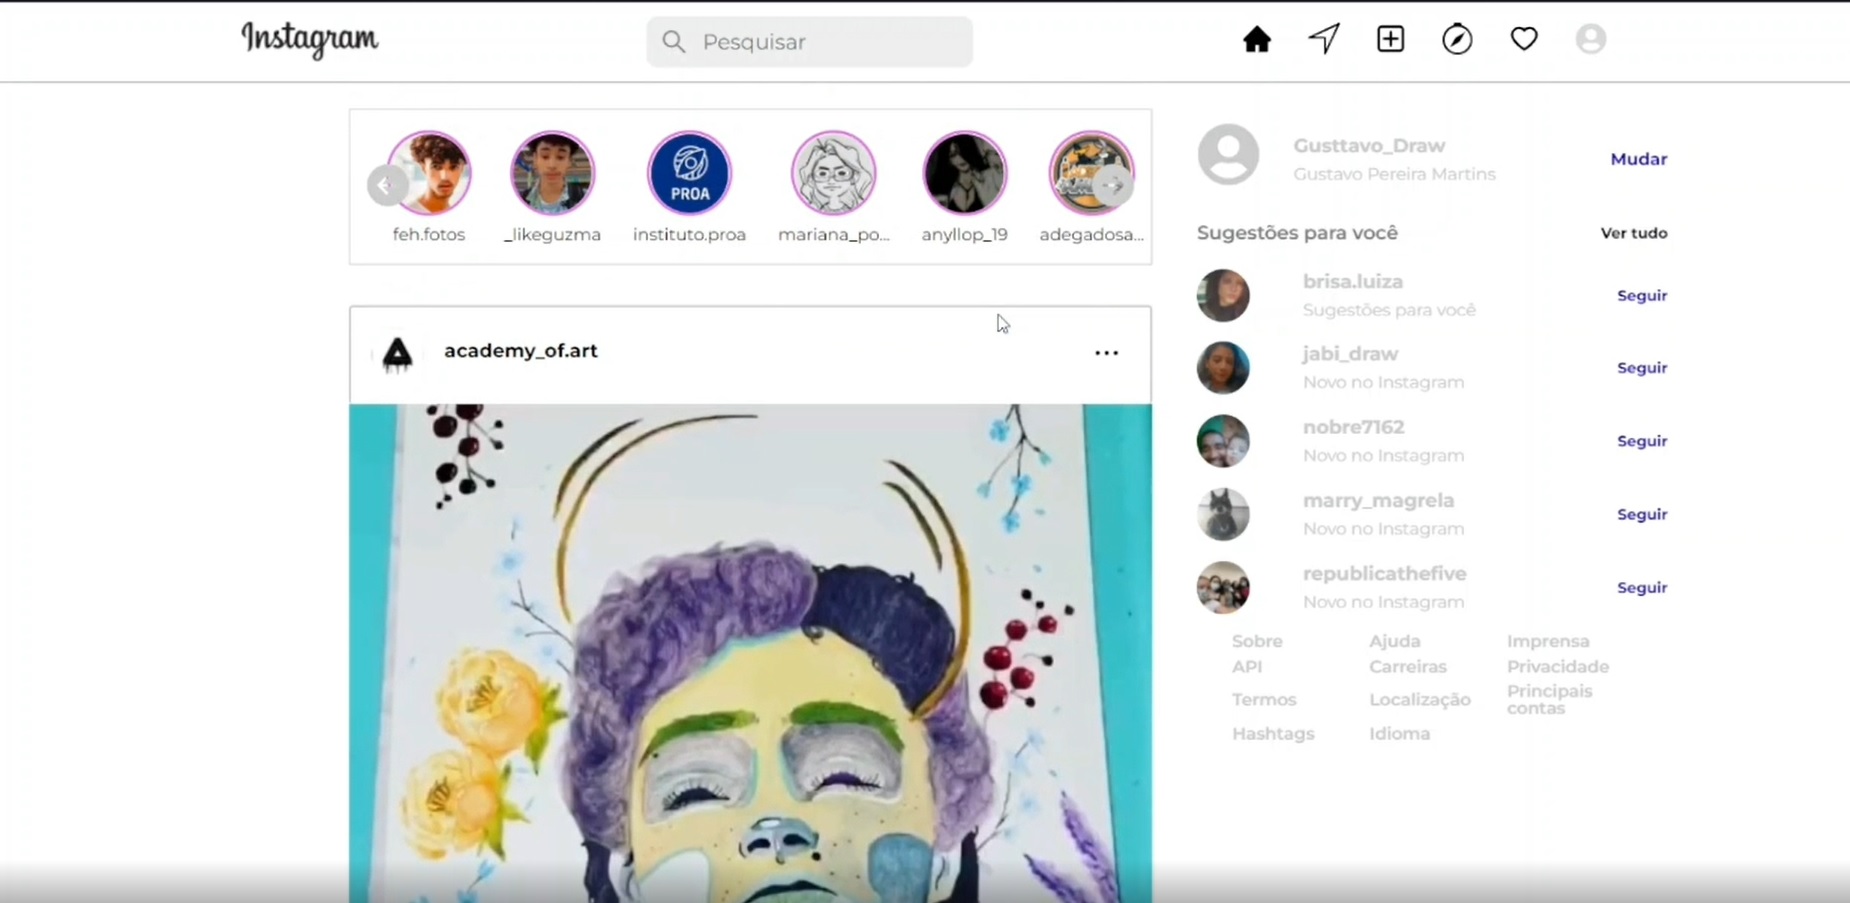 Instagram
Pesquisar
PROA
feh.fotos
_likeguzma
instituto.proa
mariana_po...
anyllop_19
adegadosa...
Gusttavo_Draw
Gustavo Pereira Martins
Mudar
Sugestões para você
Ver tudo
brisa.luiza
Sugestões para você
Seguir
jabi_draw
Novo no Instagram
Seguir
nobre7162
Novo no Instagram
Seguir
marry_magrela
Novo no Instagram
Seguir
republicathefive
Novo no Instagram
Seguir
academy_of.art
Sobre
Ajuda
Imprensa
API
Carreiras
Privacidade
Termos
Localização
Principais
contas
Hashtags
Idioma